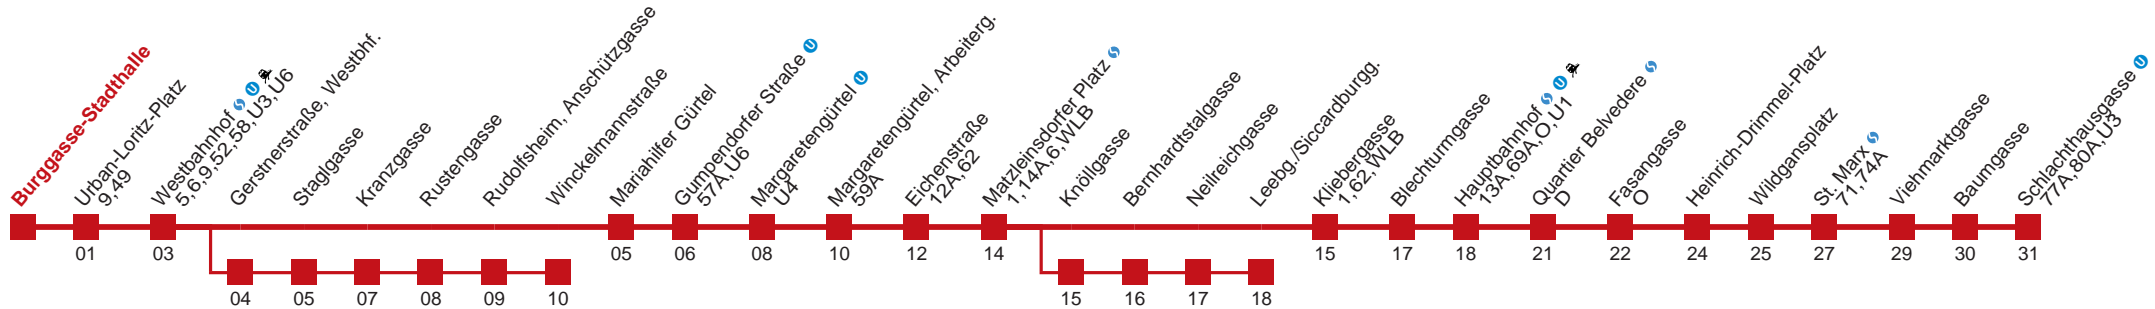 Burggasse-Stadthalle
Urban-Loritz-Platz
9,49
Westbahnhof S U
5,6,9,52,58,U3,U6
Gerstnerstraße, Westbhf.
Staglgasse
Kranzgasse
Rustengasse
Rudolfsheim, Anschützgasse
Winckelmannstraße
Mariahilfer Gürtel
Gumpendorfer Straße U
57A,U6
Margaretengürtel U
U4
Margaretengürtel, Arbeiterg.
59A
Eichenstraße
12A,62
Matzleinsdorfer Platz S
1,14A,6,WLB
Knöllgasse
Bernhardtstalgasse
Neilreichgasse
Leebg./Siccardburgg.
Kliebergasse
1,62,WLB
Blechturmgasse
Hauptbahnhof S U
13A,69A,O,U1
Quartier Belvedere S
D
Fasangasse
O
Heinrich-Drimmel-Platz
Wildgansplatz
St. Marx S
71,74A
Viehmarktgasse
Baumgasse
Schlachthausgasse U
77A,80A,U3
01 03 05 06 08 10 12 14 15 17 18 21 22 24 25 27 29 30 31
04 05 07 08 09 10 15 16 17 18